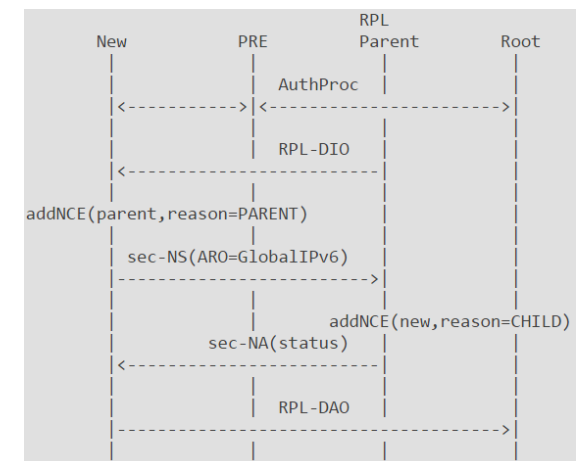 RPL
New PRE Parent Root
AuthProc
RPL-DIO
addNCE(parent,reason=PARENT)
sec-NS(ARO=GlobalIPv6)
addNCE(new,reason=CHILD)
sec-NA(status)
RPL-DAO